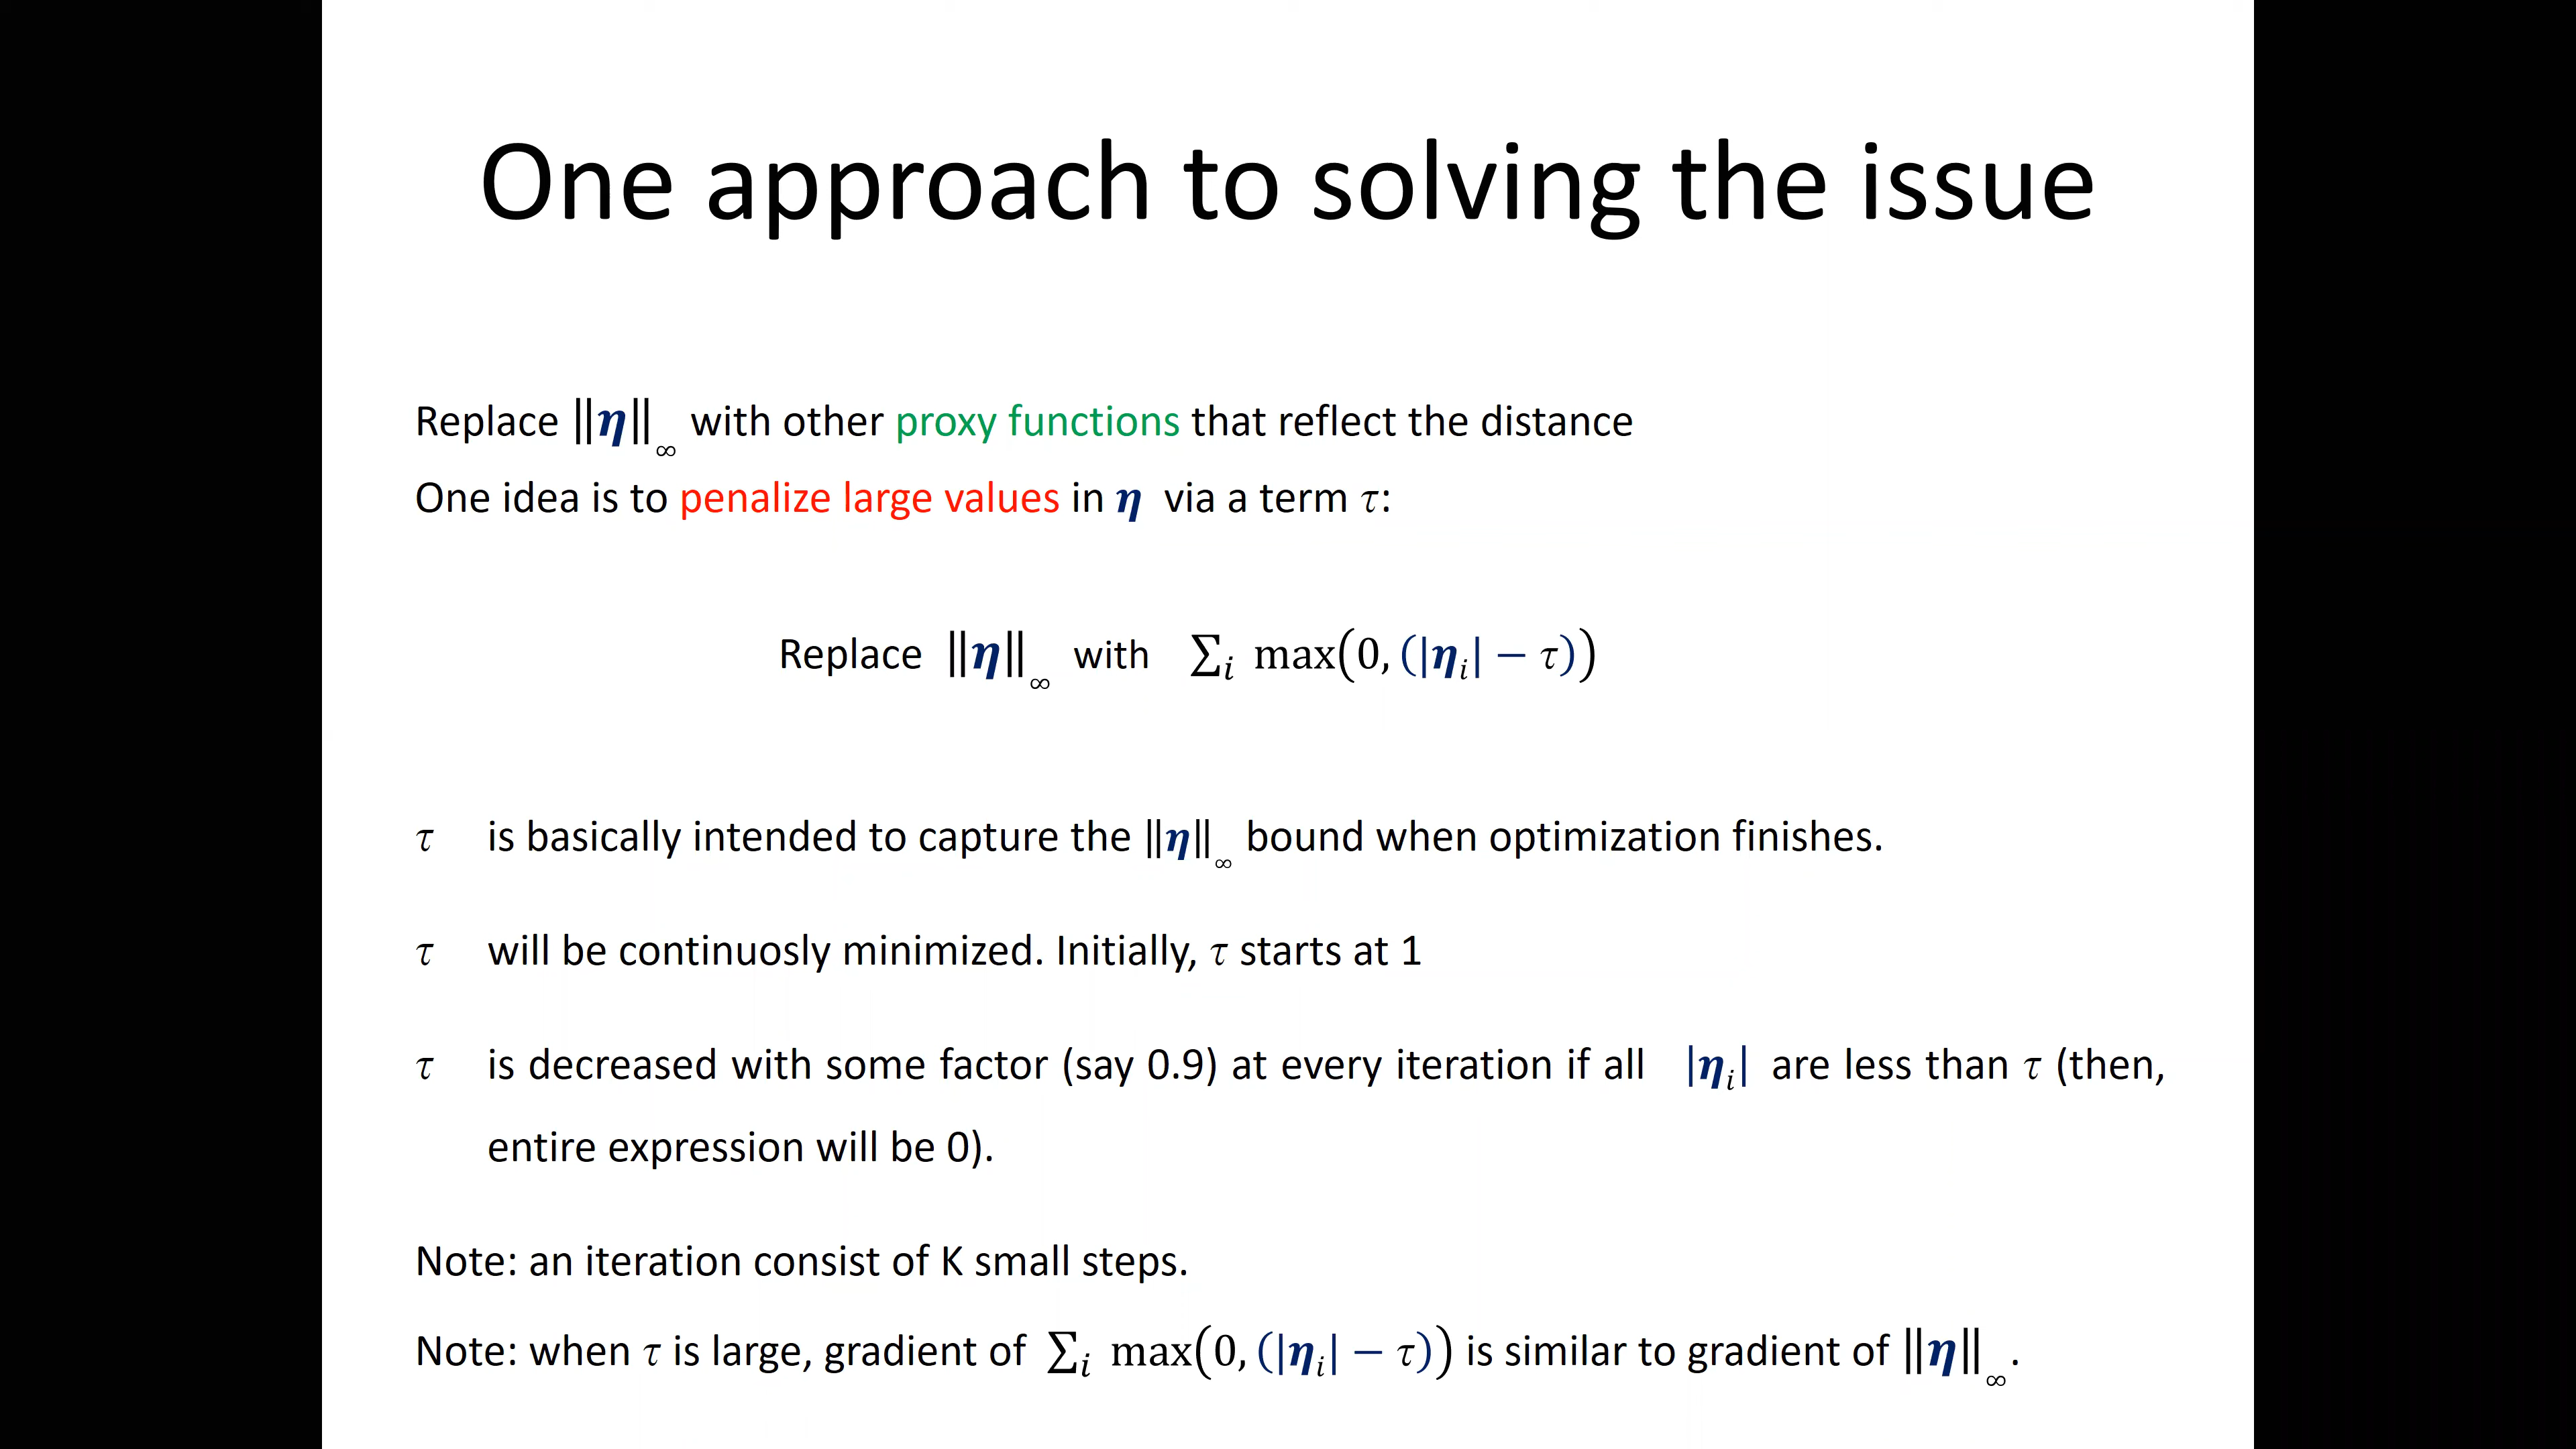 One approach to solving the issue
Replace ‖η‖∞ with other proxy functions that reflect the distance
One idea is to penalize large values in η via a term τ:
Replace ‖η‖∞ with ∑i max(0, (|ηi| − τ))
τ is basically intended to capture the ‖η‖∞ bound when optimization finishes.
τ will be continuosly minimized. Initially, τ starts at 1
τ is decreased with some factor (say 0.9) at every iteration if all |ηi| are less than τ (then,
entire expression will be 0).
Note: an iteration consist of K small steps.
Note: when τ is large, gradient of ∑i max(0, (|ηi| − τ)) is similar to gradient of ‖η‖∞.